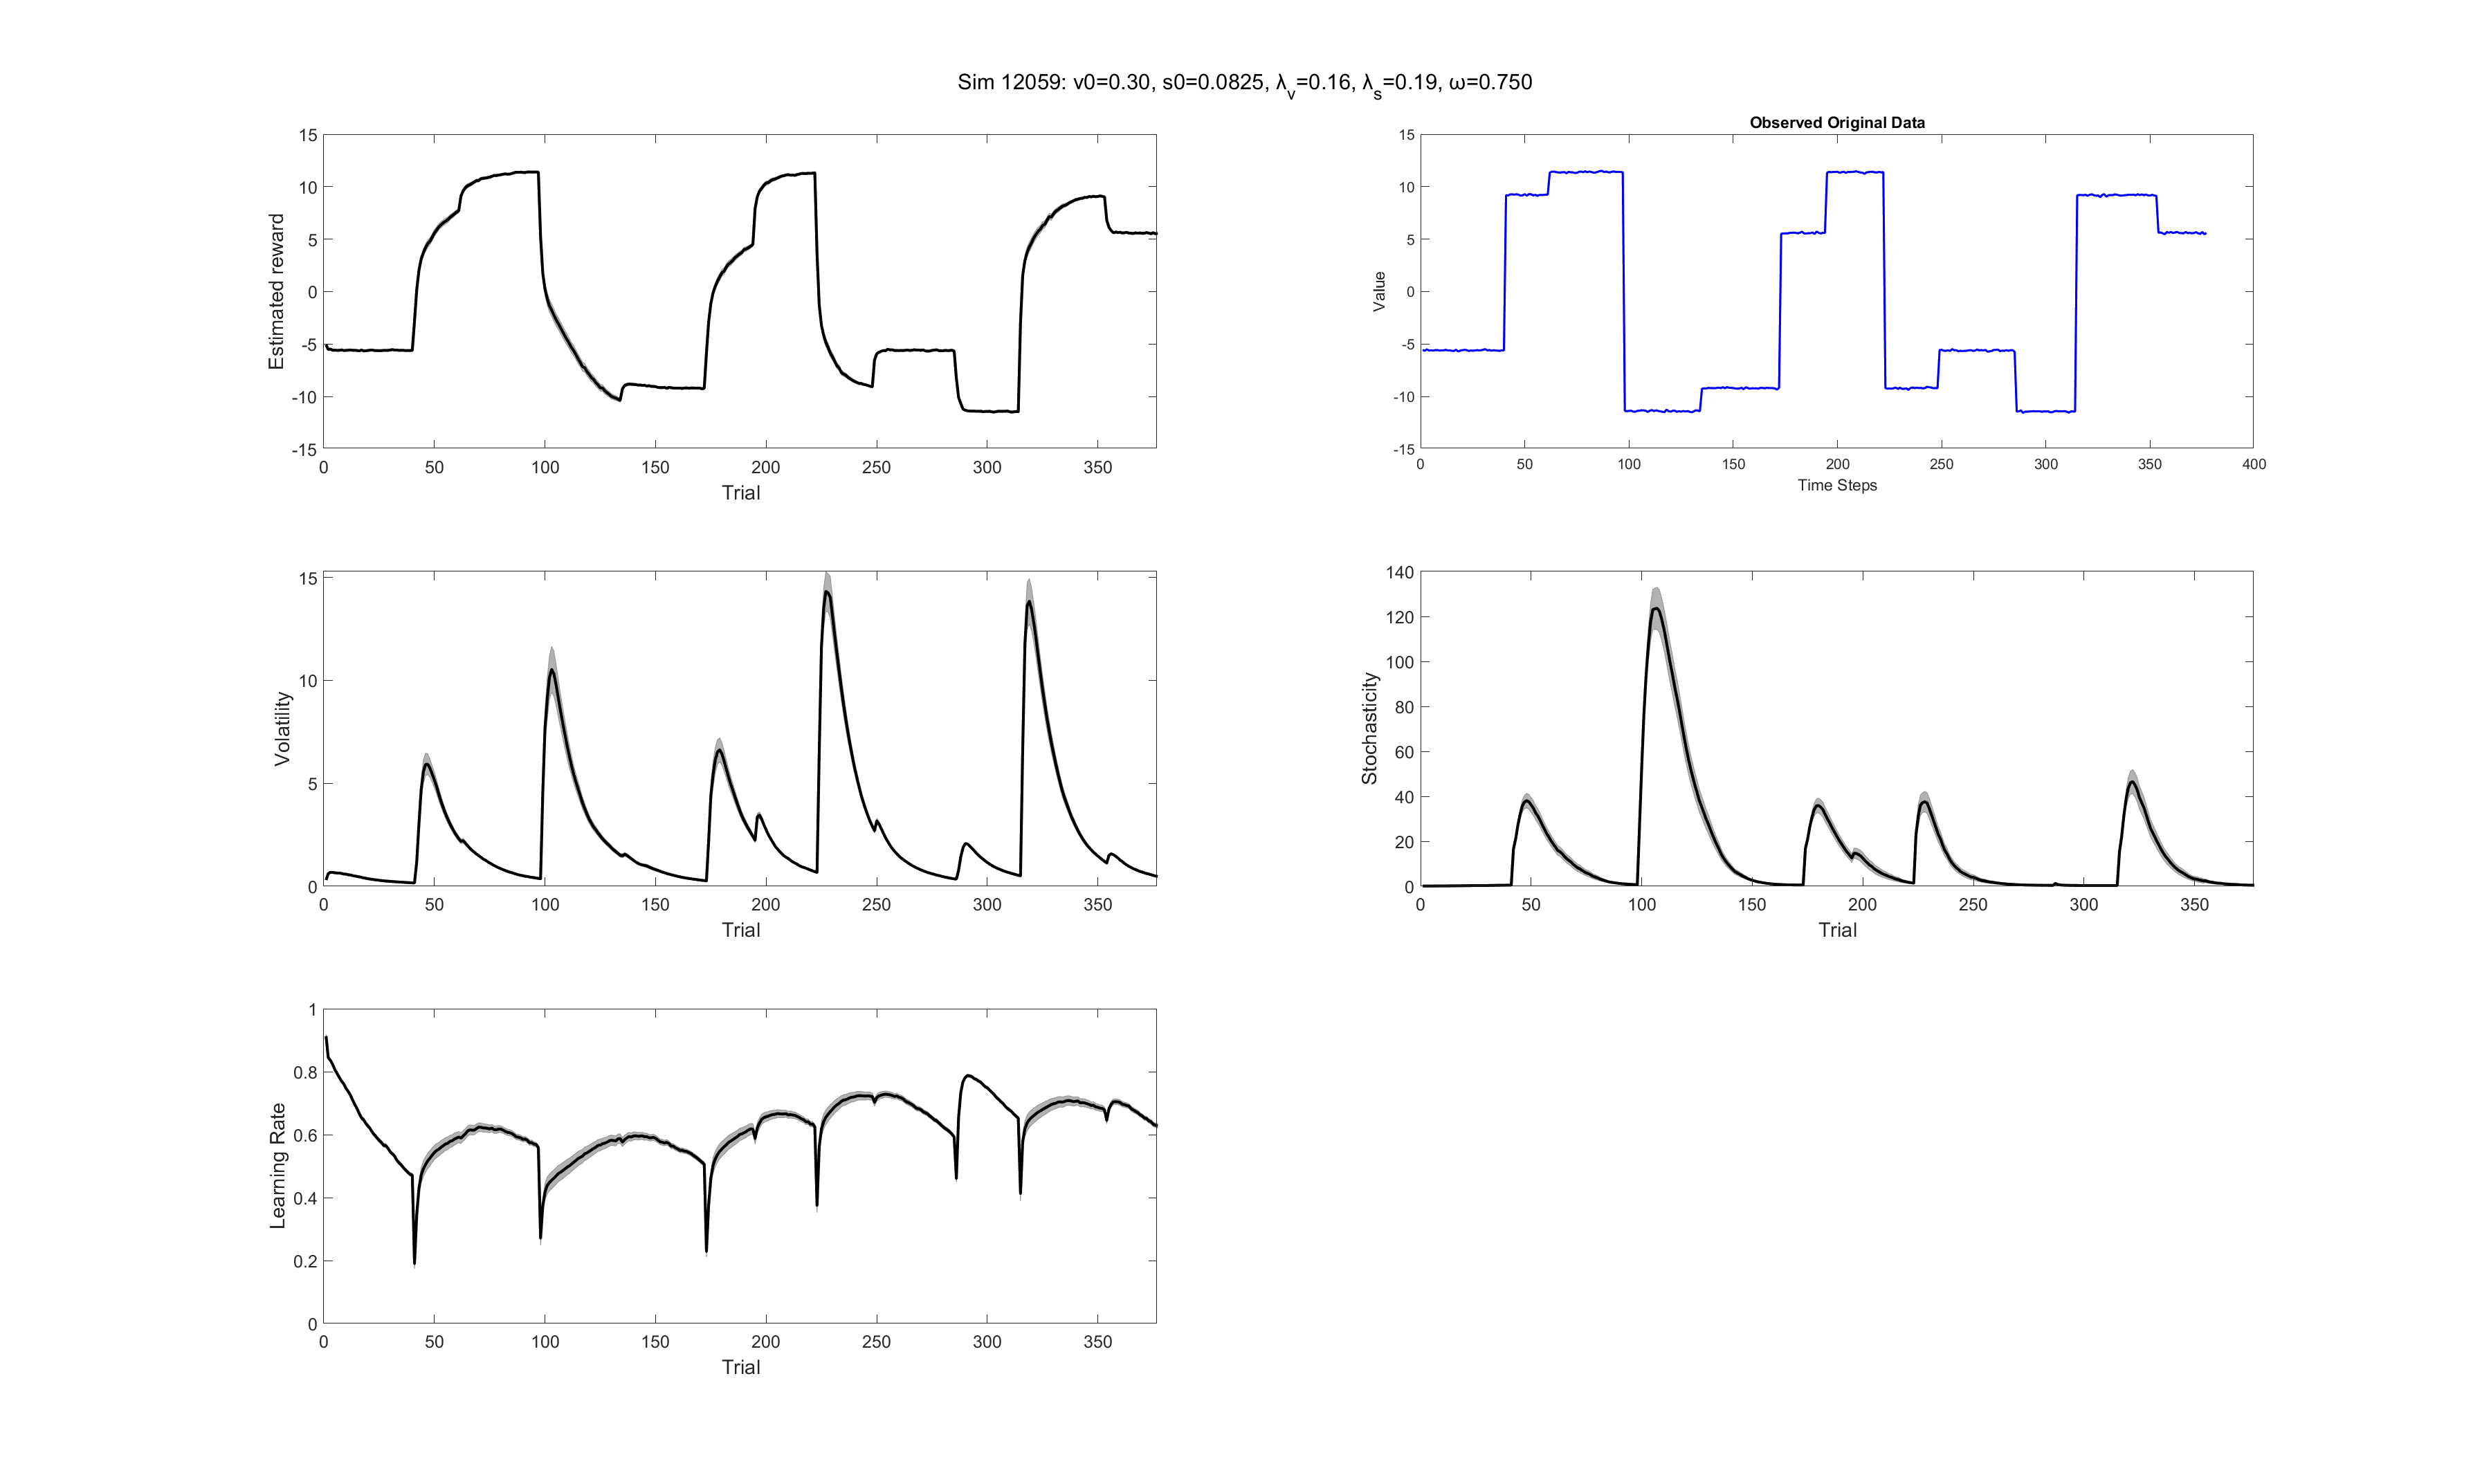 Sim 12059: v0=0.30, s0=0.0825, λv=0.16, λs=0.19, ω=0.750
15
10
5
0
-5
-10
-15
Estimated reward
0 50 100 150 200 250 300 350
Trial
Observed Original Data
15
10
5
0
-5
-10
-15
Value
0 50 100 150 200 250 300 350 400
Time Steps
15
10
5
0
Volatility
0 50 100 150 200 250 300 350
Trial
140
120
100
80
60
40
20
0
Stochasticity
0 50 100 150 200 250 300 350
Trial
1
0.8
0.6
0.4
0.2
0
Learning Rate
0 50 100 150 200 250 300 350
Trial